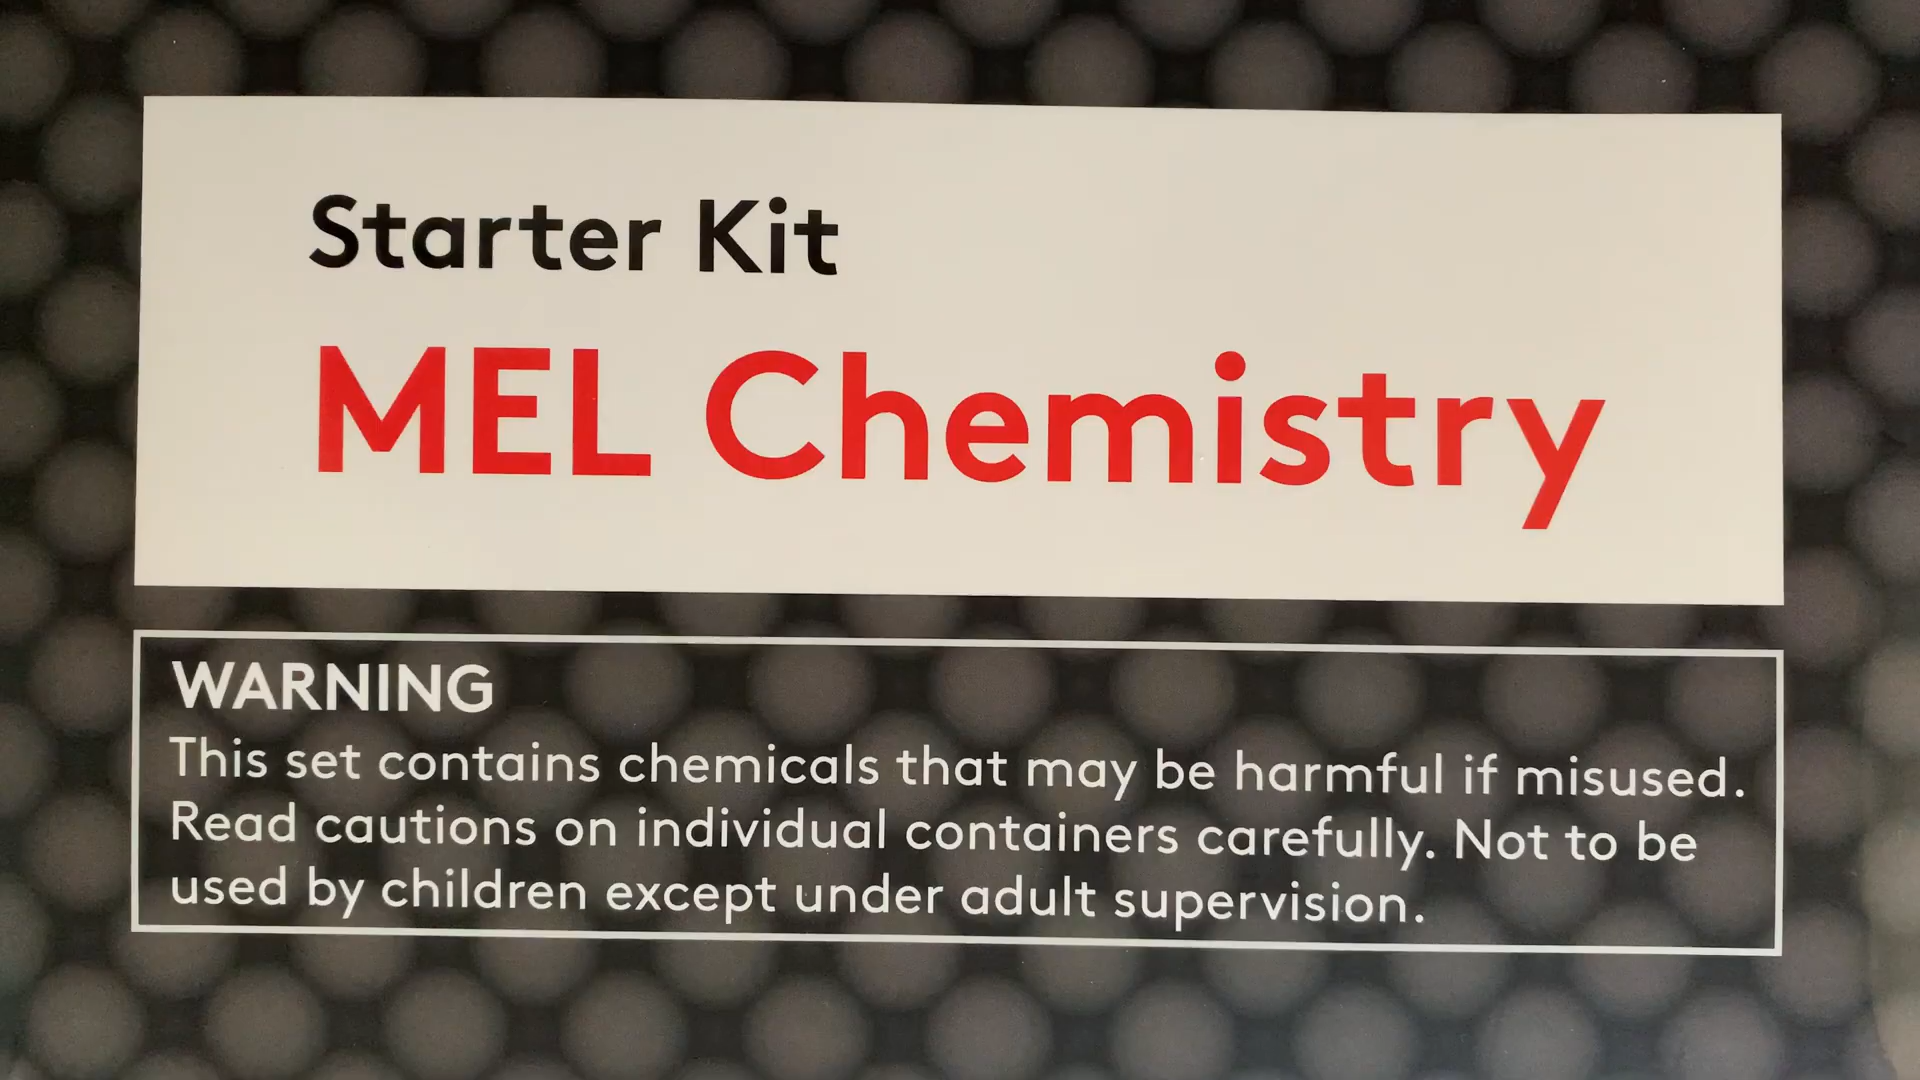 Starter Kit
MEL Chemistry
WARNING
This set contains chemicals that may be harmful if misused.
Read cautions on individual containers carefully. Not to be
used by children except under adult supervision.